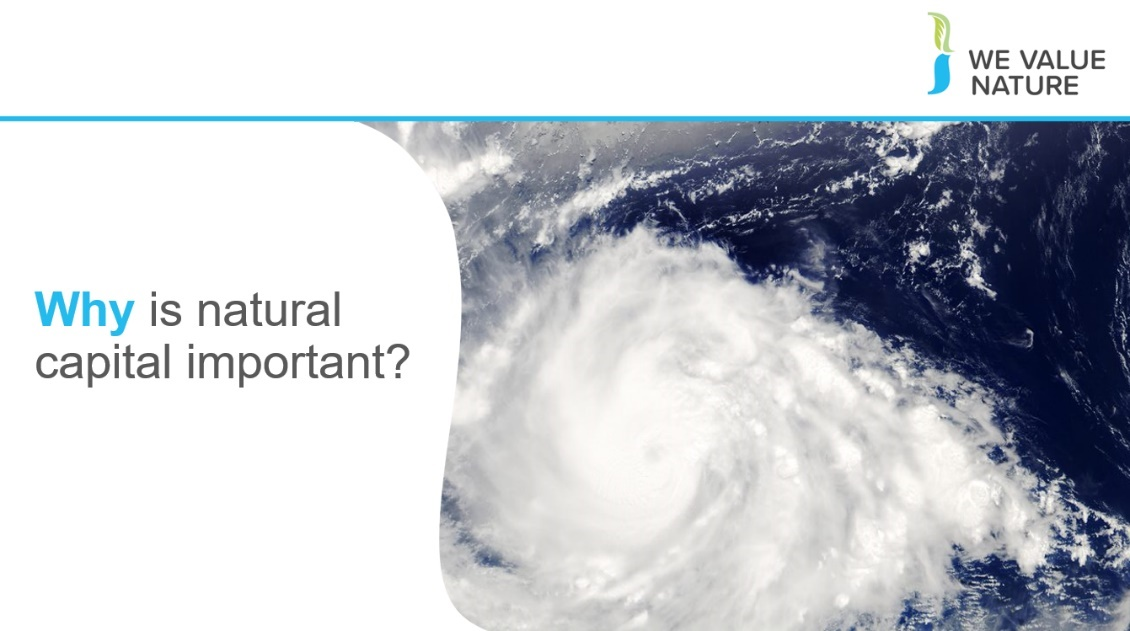 WE VALUE
NATURE
Why is natural
capital important?